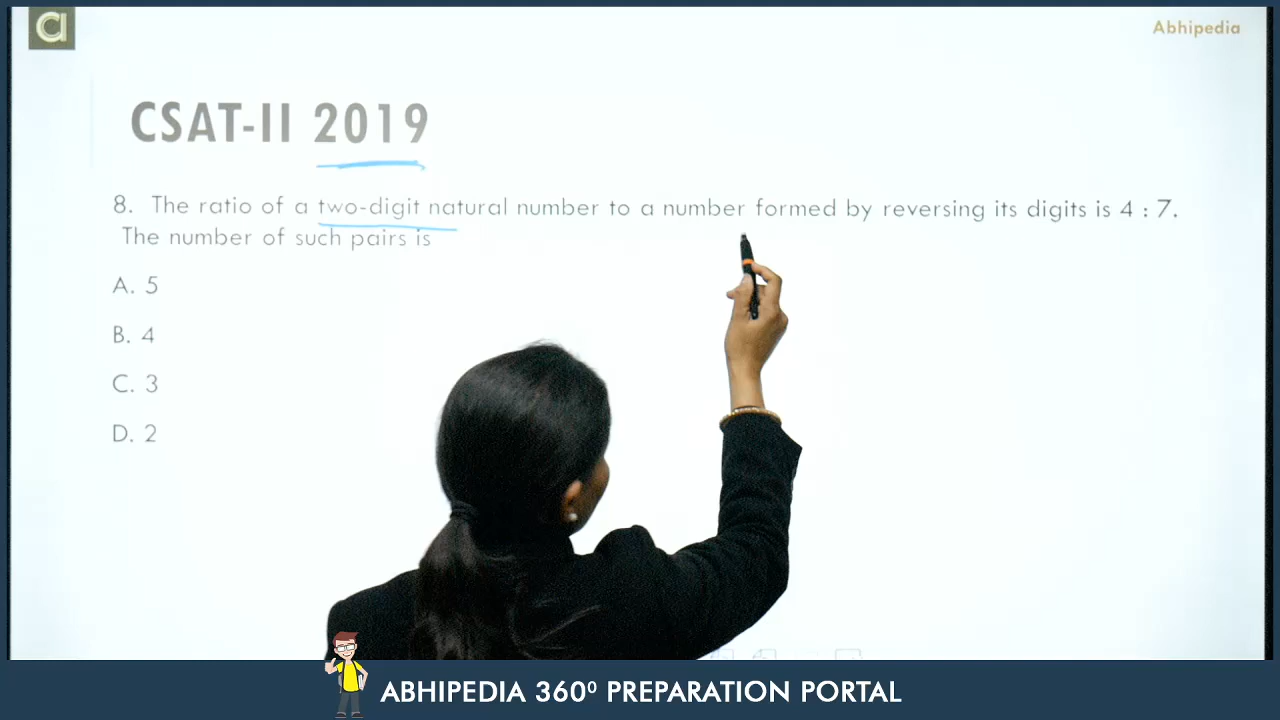 Abhipedia
CSAT-II 2019
8. The ratio of a two-digit natural number to a number formed by reversing its digits is 4 : 7.
The number of such pairs is
A. 5
B. 4
C. 3
D. 2
ABHIPEDIA 360⁰ PREPARATION PORTAL